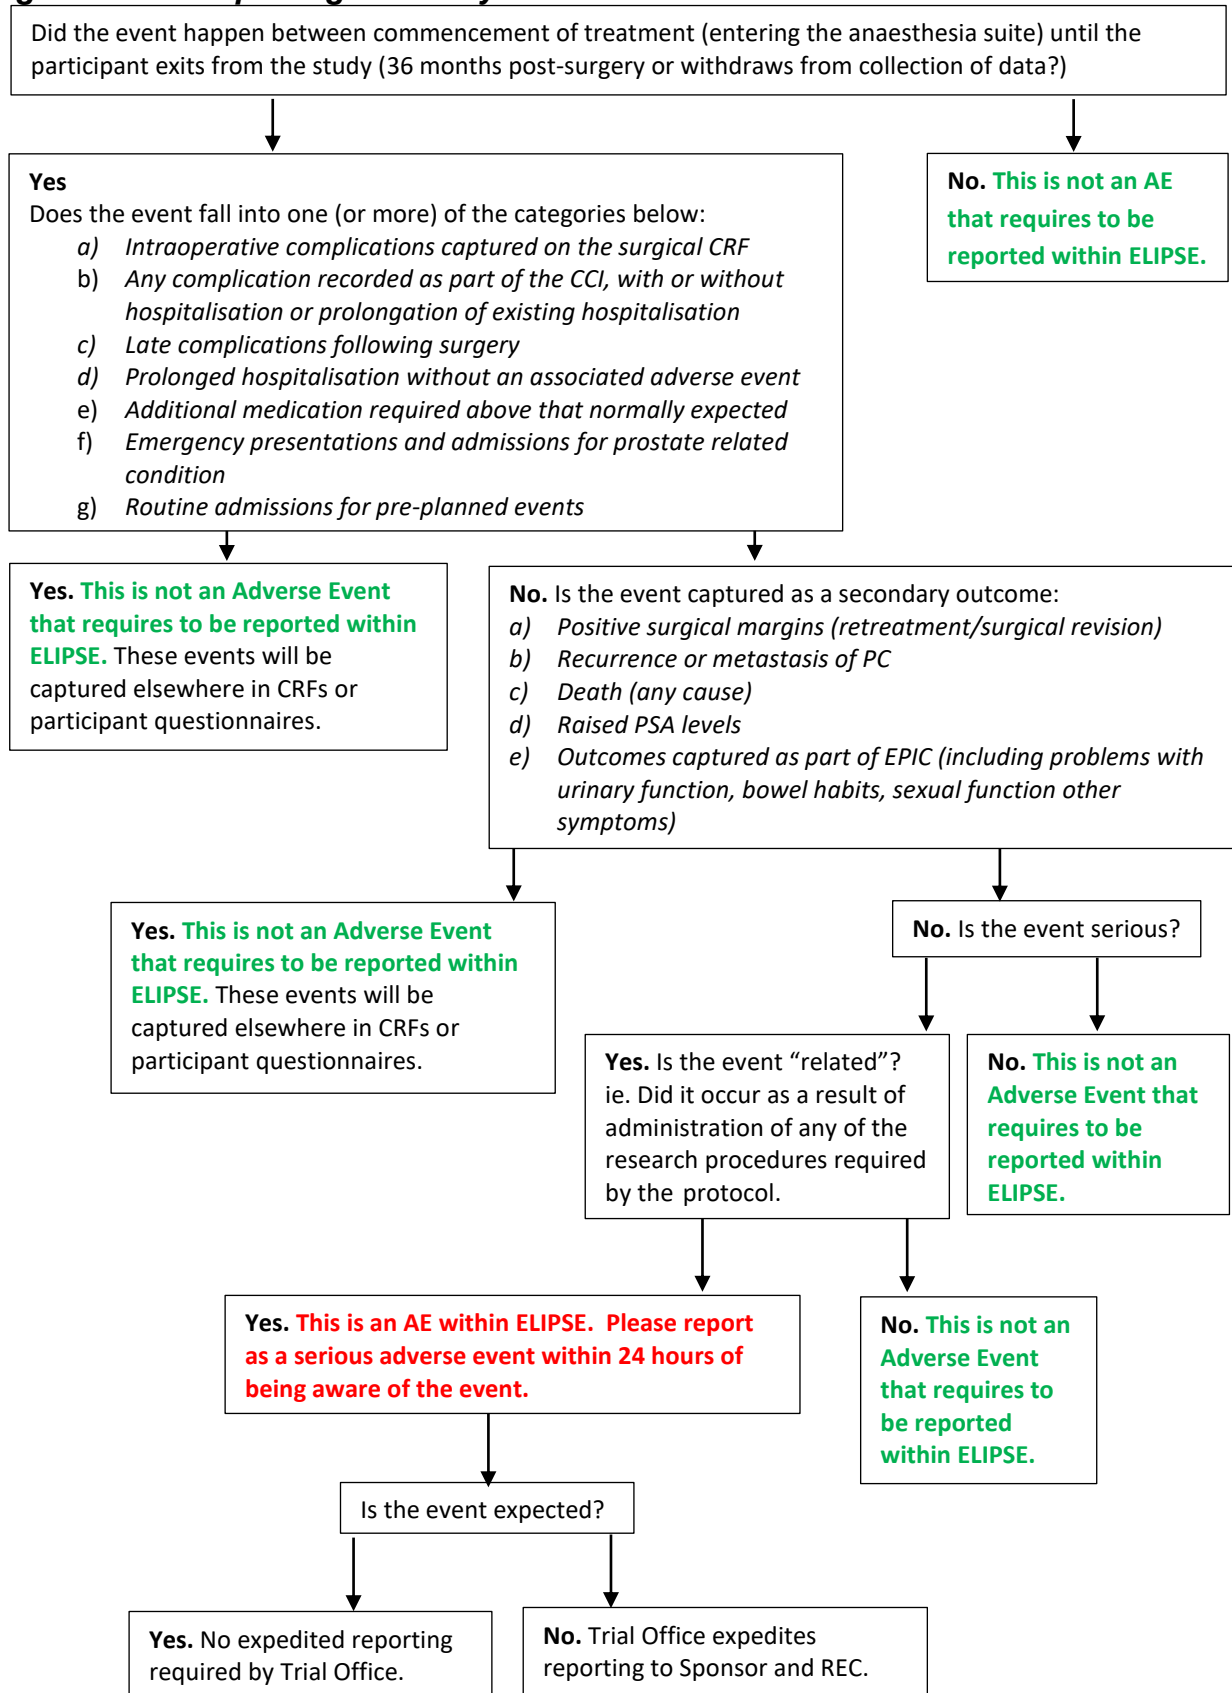 Did the event happen between commencement of treatment (entering the anaesthesia suite) until the
participant exits from the study (36 months post-surgery or withdraws from collection of data?)
Yes
Does the event fall into one (or more) of the categories below:
a) Intraoperative complications captured on the surgical CRF
b) Any complication recorded as part of the CCI, with or without
hospitalisation or prolongation of existing hospitalisation
c) Late complications following surgery
d) Prolonged hospitalisation without an associated adverse event
e) Additional medication required above that normally expected
f) Emergency presentations and admissions for prostate related
condition
g) Routine admissions for pre-planned events
No. This is not an AE
that requires to be
reported within ELIPSE.
Yes. This is not an Adverse Event
that requires to be reported within
ELIPSE. These events will be
captured elsewhere in CRFs or
participant questionnaires.
No. Is the event captured as a secondary outcome:
a) Positive surgical margins (retreatment/surgical revision)
b) Recurrence or metastasis of PC
c) Death (any cause)
d) Raised PSA levels
e) Outcomes captured as part of EPIC (including problems with
urinary function, bowel habits, sexual function other
symptoms)
Yes. This is not an Adverse Event
that requires to be reported within
ELIPSE. These events will be
captured elsewhere in CRFs or
participant questionnaires.
No. Is the event serious?
Yes. Is the event “related”?
ie. Did it occur as a result of
administration of any of the
research procedures required
by the protocol.
No. This is not an
Adverse Event that
requires to be
reported within
ELIPSE.
Yes. This is an AE within ELIPSE. Please report
as a serious adverse event within 24 hours of
being aware of the event.
No. This is not an
Adverse Event
that requires to
be reported
within ELIPSE.
Is the event expected?
Yes. No expedited reporting
required by Trial Office.
No. Trial Office expedites
reporting to Sponsor and REC.